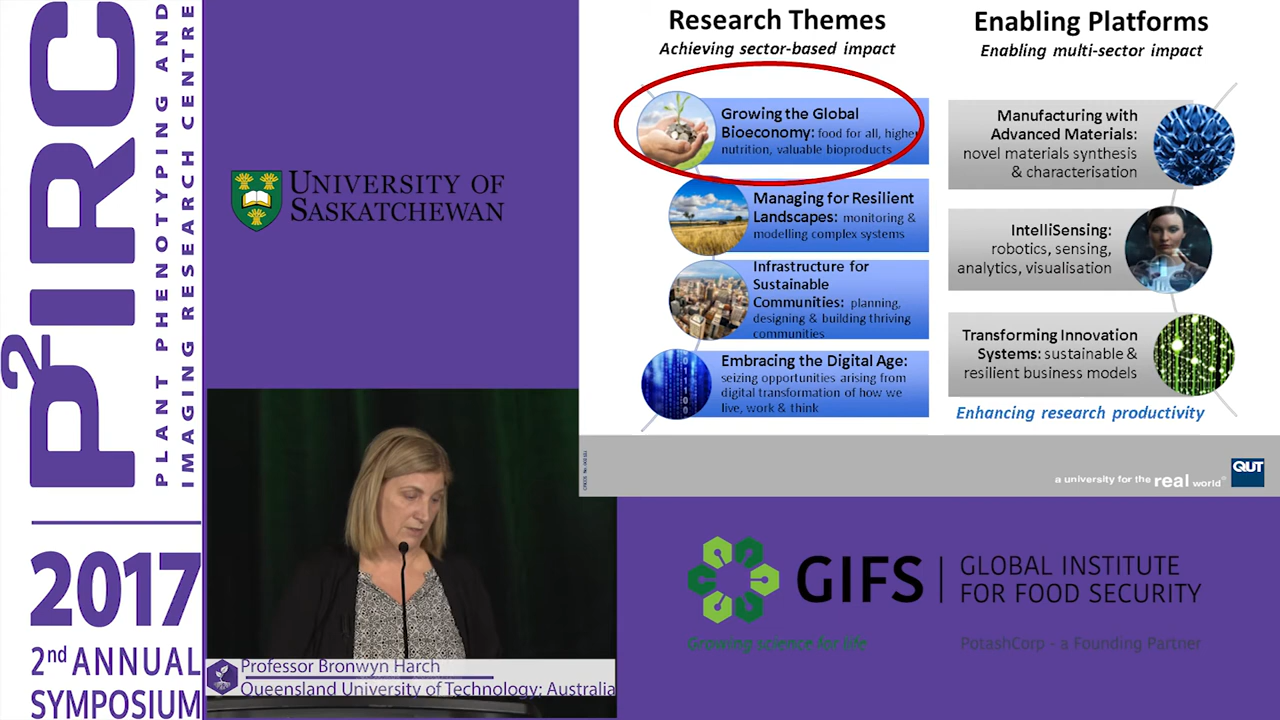 P²IRC
PLANT PHENOTYPING AND
IMAGING RESEARCH CENTRE
2017
2nd ANNUAL
SYMPOSIUM
UNIVERSITY OF
SASKATCHEWAN
Professor Bronwyn Harch
Queensland University of Technology: Australia
Research Themes
Achieving sector-based impact
Growing the Global
Bioeconomy: food for all, higher
nutrition, valuable bioproducts
Managing for Resilient
Landscapes: monitoring &
modelling complex systems
Infrastructure for
Sustainable
Communities: planning,
designing & building thriving
communities
Embracing the Digital Age:
seizing opportunities arising from
digital transformation of how we
live, work & think
Enabling Platforms
Enabling multi-sector impact
Manufacturing with
Advanced Materials:
novel materials synthesis
& characterisation
IntelliSensing:
robotics, sensing,
analytics, visualisation
Transforming Innovation
Systems: sustainable &
resilient business models
Enhancing research productivity
a university for the real world
QUT
GIFS
GLOBAL INSTITUTE
FOR FOOD SECURITY
Growing science for life
PotashCorp - a Founding Partner